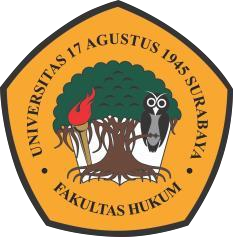 UNIVERSITAS 17 AGUSTUS 1945 SURABAYA
FAKULTAS HUKUM